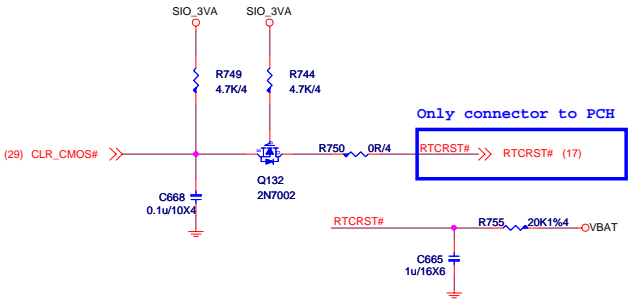 SIO_3VA
SIO_3VA
R749
4.7K/4
R744
4.7K/4
Only connector to PCH
(29) CLR_CMOS#
R750
0R/4
RTCRST#
RTCRST# (17)
Q132
2N7002
C668
0.1u/10X4
RTCRST#
R755
20K1%4
VBAT
C665
1u/16X6